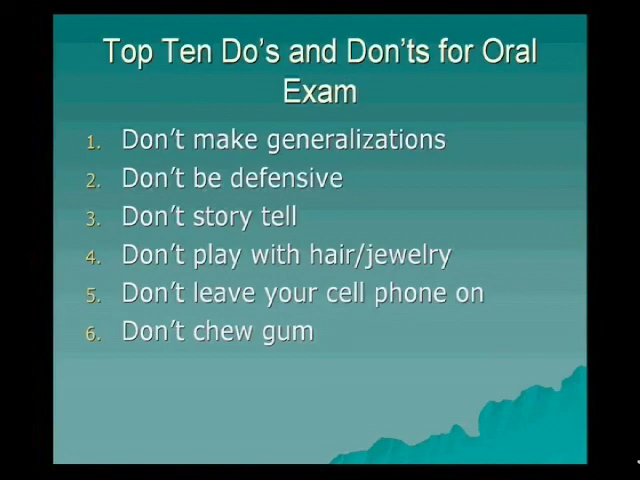 Top Ten Do's and Don'ts for Oral
Exam
1. Don't make generalizations
2. Don't be defensive
3. Don't story tell
4. Don't play with hair/jewelry
5. Don't leave your cell phone on
6. Don't chew gum